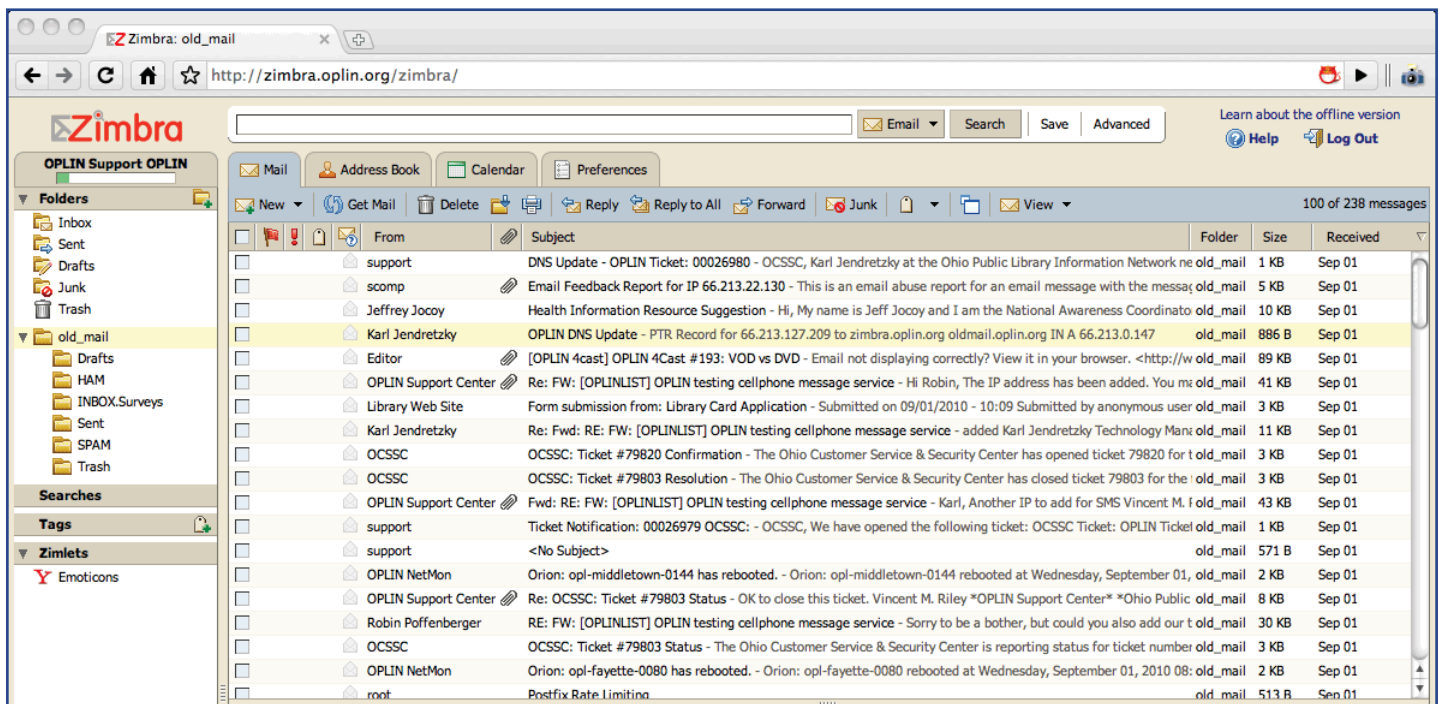 Zimbra: old_mail
http://zimbra.oplin.org/zimbra/
Zimbra
Email Search Save Advanced
Learn about the offline version
Help Log Out
OPLIN Support OPLIN
Mail Address Book Calendar Preferences
Folders
Inbox
Sent
Drafts
Junk
Trash
old_mail
Drafts
HAM
INBOX.Surveys
Sent
SPAM
Trash
Searches
Tags
Zimlets
Emoticons
New Get Mail Delete Reply Reply to All Forward Junk View 100 of 238 messages
From Subject Folder Size Received
support DNS Update - OPLIN Ticket: 00026980 - OCSSC, Karl Jendretzky at the Ohio Public Library Information Network ne old_mail 1 KB Sep 01
scomp Email Feedback Report for IP 66.213.22.130 - This is an email abuse report for an email message with the messag old_mail 5 KB Sep 01
Jeffrey Jocoy Health Information Resource Suggestion - Hi, My name is Jeff Jocoy and I am the National Awareness Coordinato old_mail 10 KB Sep 01
Karl Jendretzky OPLIN DNS Update - PTR Record for 66.213.127.209 to zimbra.oplin.org oldmail.oplin.org IN A 66.213.0.147 old_mail 886 B Sep 01
Editor [OPLIN 4cast] OPLIN 4Cast #193: VOD vs DVD - Email not displaying correctly? View it in your browser. <http://w old_mail 89 KB Sep 01
OPLIN Support Center Re: FW: [OPLINLIST] OPLIN testing cellphone message service - Hi Robin, The IP address has been added. You ma old_mail 41 KB Sep 01
Library Web Site Form submission from: Library Card Application - Submitted on 09/01/2010 - 10:09 Submitted by anonymous user old_mail 3 KB Sep 01
Karl Jendretzky Re: Fwd: RE: FW: [OPLINLIST] OPLIN testing cellphone message service - added Karl Jendretzky Technology Mana old_mail 11 KB Sep 01
OCSSC OCSSC: Ticket #79820 Confirmation - The Ohio Customer Service & Security Center has opened ticket 79820 for t old_mail 3 KB Sep 01
OCSSC OCSSC: Ticket #79803 Resolution - The Ohio Customer Service & Security Center has closed ticket 79803 for the old_mail 3 KB Sep 01
OPLIN Support Center Fwd: RE: FW: [OPLINLIST] OPLIN testing cellphone message service - Karl, Another IP to add for SMS Vincent M. old_mail 43 KB Sep 01
support Ticket Notification: 00026979 OCSSC: - OCSSC, We have opened the following ticket: OCSSC Ticket: OPLIN Ticket old_mail 1 KB Sep 01
support <No Subject> old_mail 571 B Sep 01
OPLIN NetMon Orion: opl-middletown-0144 has rebooted. - Orion: opl-middletown-0144 rebooted at Wednesday, September 01, old_mail 2 KB Sep 01
OPLIN Support Center Re: OCSSC: Ticket #79803 Status - OK to close this ticket. Vincent M. Riley *OPLIN Support Center* *Ohio Public old_mail 8 KB Sep 01
Robin Poffenberger RE: FW: [OPLINLIST] OPLIN testing cellphone message service - Sorry to be a bother, but could you also add our t old_mail 30 KB Sep 01
OCSSC OCSSC: Ticket #79803 Status - The Ohio Customer Service & Security Center is reporting status for ticket number old_mail 3 KB Sep 01
OPLIN NetMon Orion: opl-fayette-0080 has rebooted. - Orion: opl-fayette-0080 rebooted at Wednesday, September 01, 2010 08: old_mail 2 KB Sep 01
root Postfix Rate Limiting old_mail 513 B Sep 01